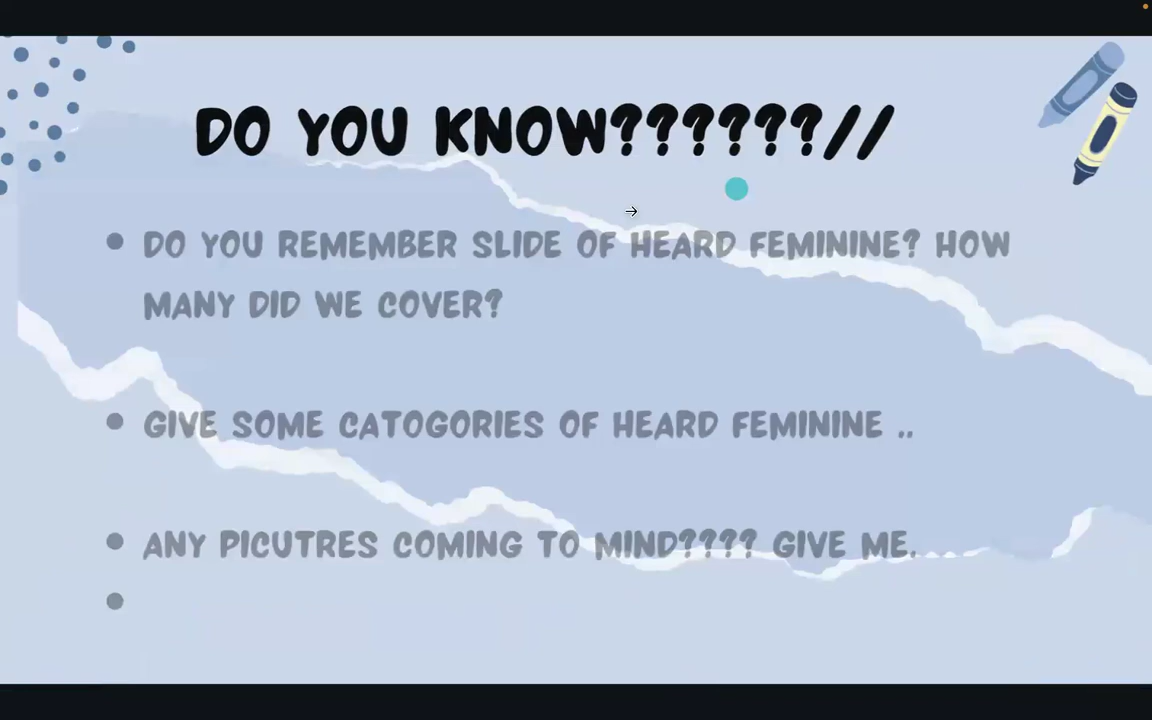 DO YOU KNOW??????//
• DO YOU REMEMBER SLIDE OF HEARD FEMININE? HOW
MANY DID WE COVER?
• GIVE SOME CATOGORIES OF HEARD FEMININE ..
• ANY PICUTRES COMING TO MIND???? GIVE ME.
•